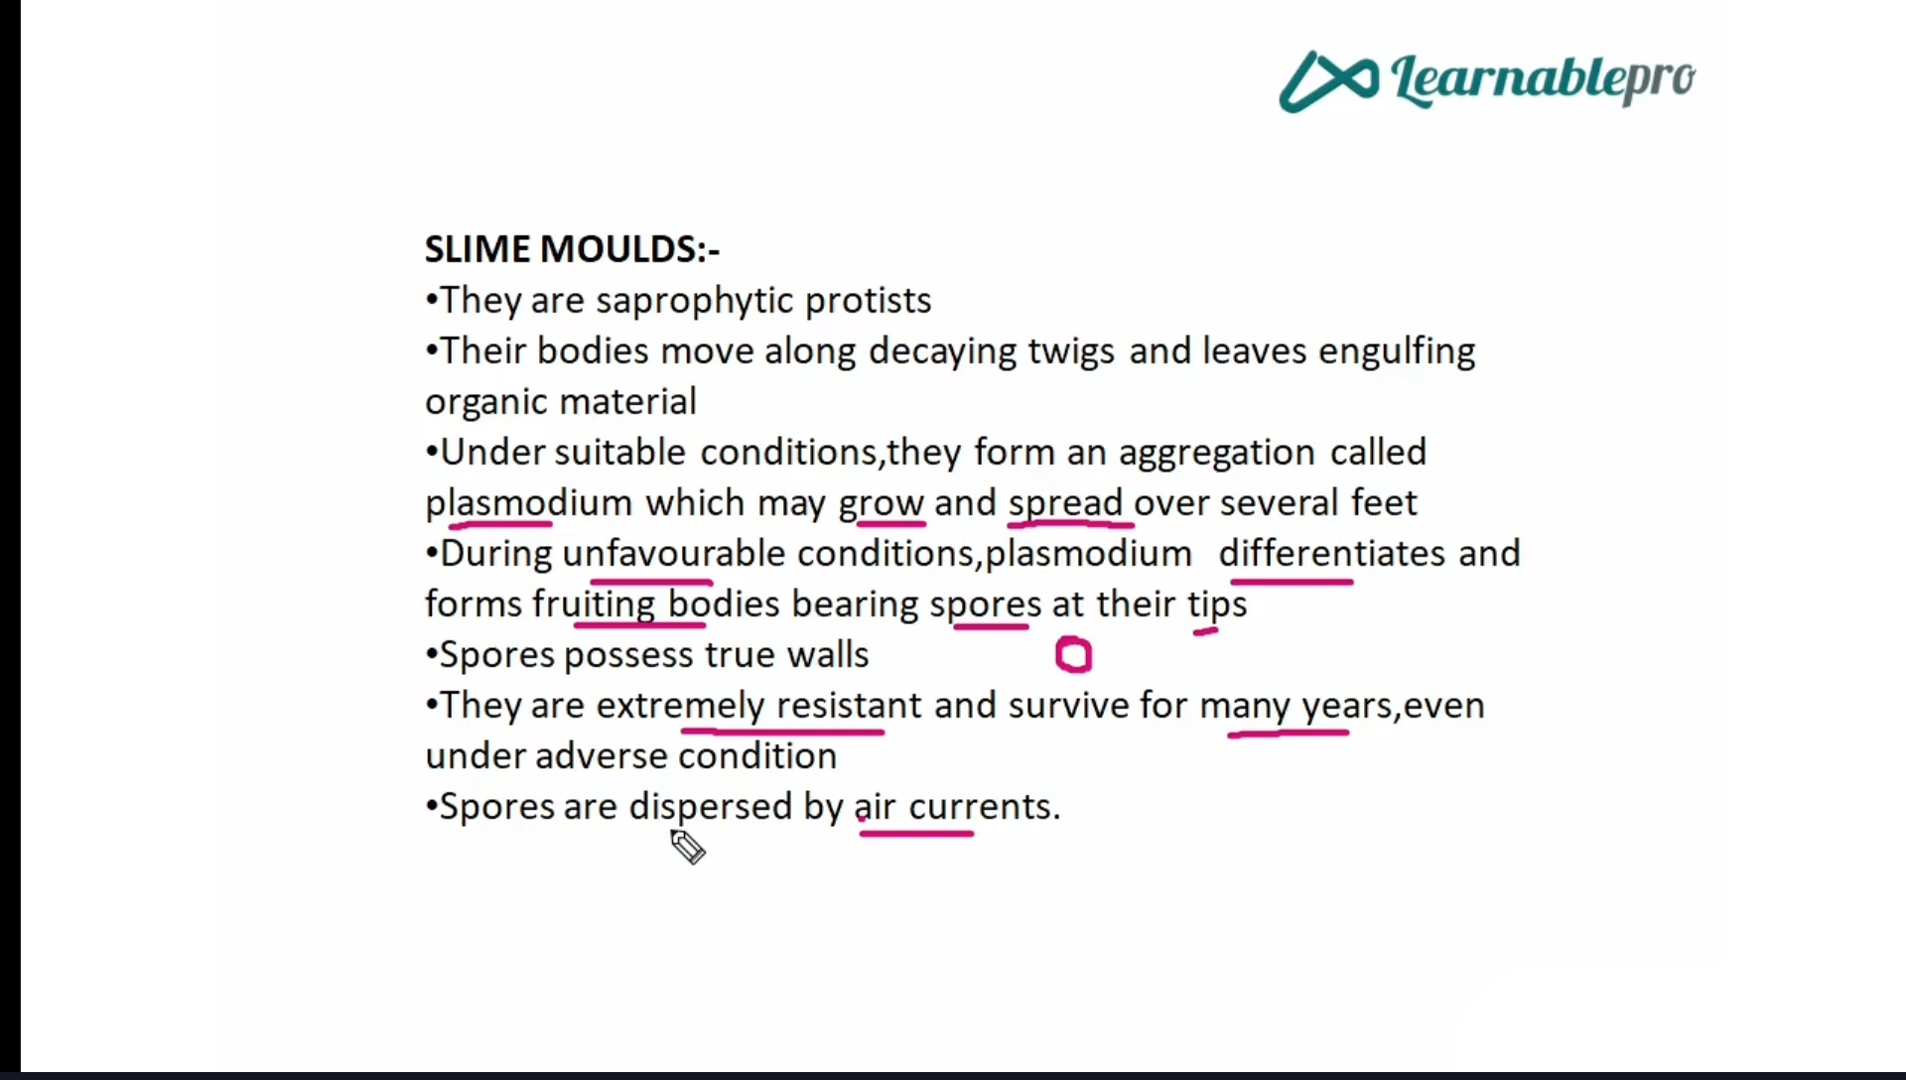 Learnablepro
SLIME MOULDS:-
•They are saprophytic protists
•Their bodies move along decaying twigs and leaves engulfing
organic material
•Under suitable conditions,they form an aggregation called
plasmodium which may grow and spread over several feet
•During unfavourable conditions,plasmodium differentiates and
forms fruiting bodies bearing spores at their tips
•Spores possess true walls
•They are extremely resistant and survive for many years,even
under adverse condition
•Spores are dispersed by air currents.